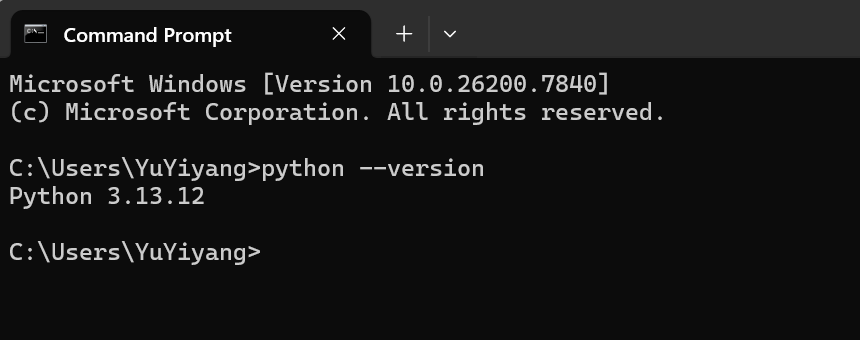 Command Prompt
Microsoft Windows [Version 10.0.26200.7840]
(c) Microsoft Corporation. All rights reserved.
C:\Users\YuYiyang>python --version
Python 3.13.12
C:\Users\YuYiyang>